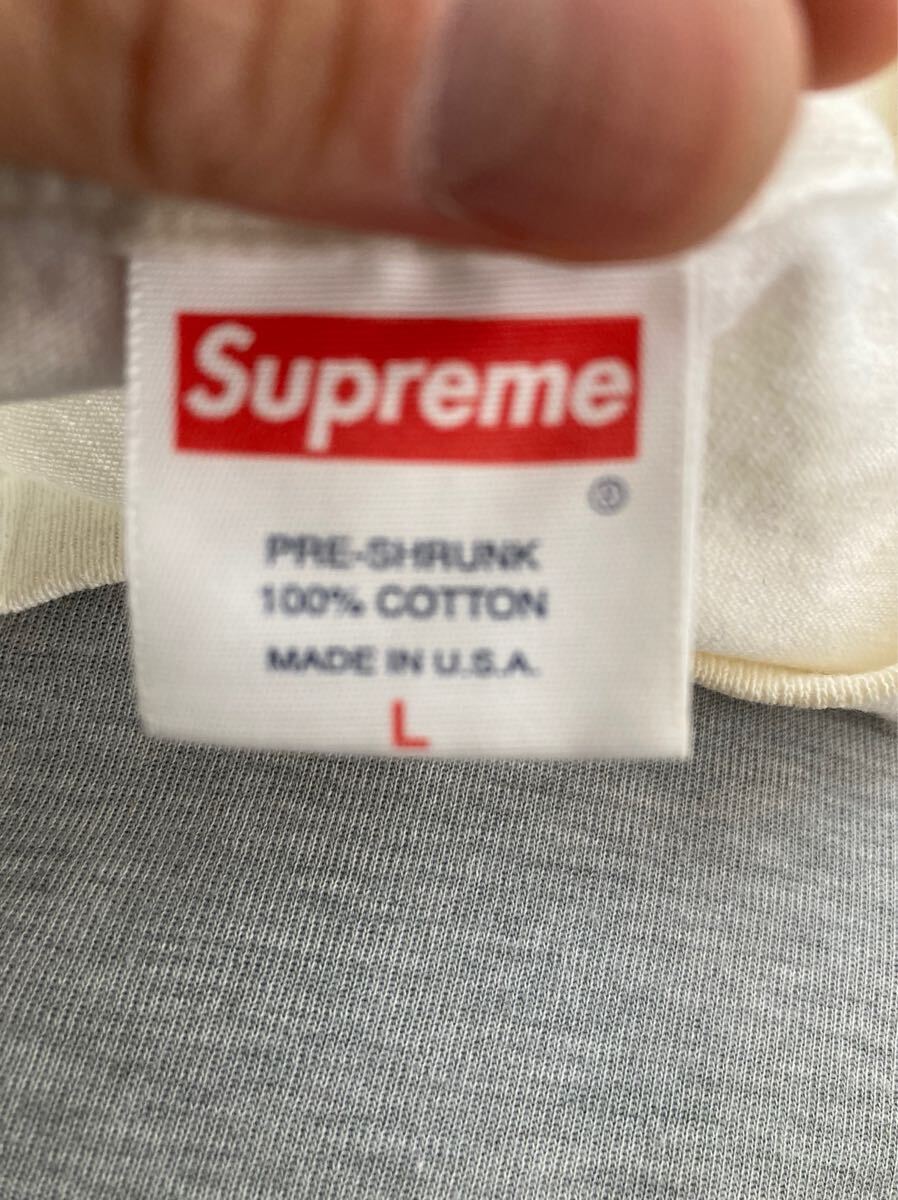 Supreme
®
PRE-SHRUNK
100% COTTON
MADE IN U.S.A.
L